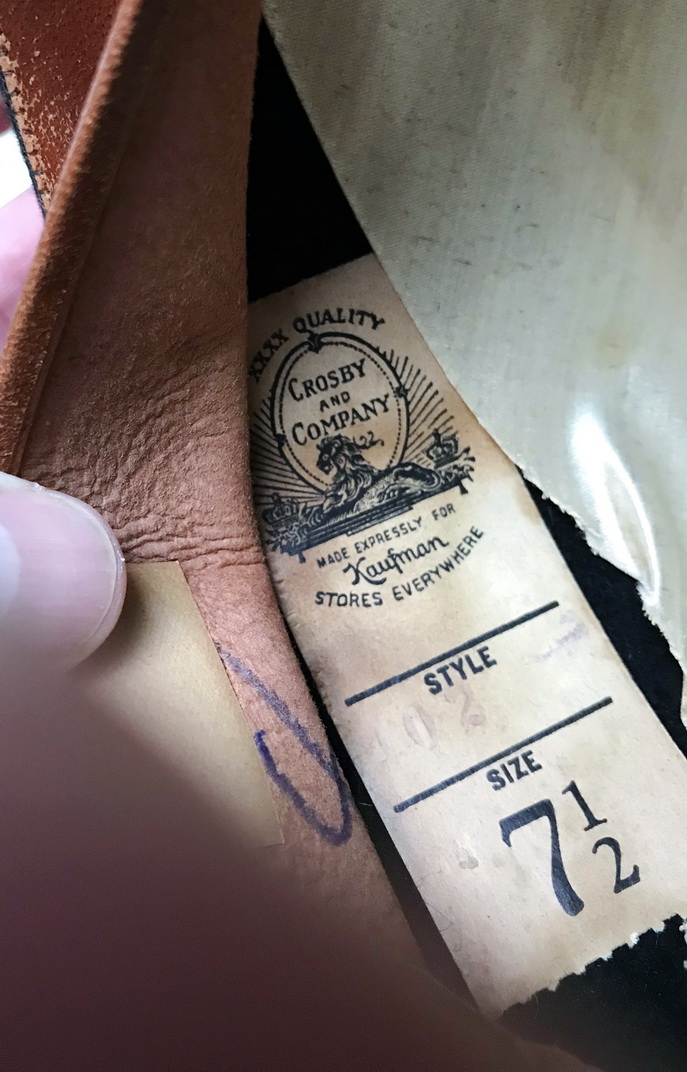 XXXX QUALITY
CROSBY
AND
COMPANY
MADE EXPRESSLY FOR
Kaufman
STORES EVERYWHERE
STYLE
SIZE
7 1/2